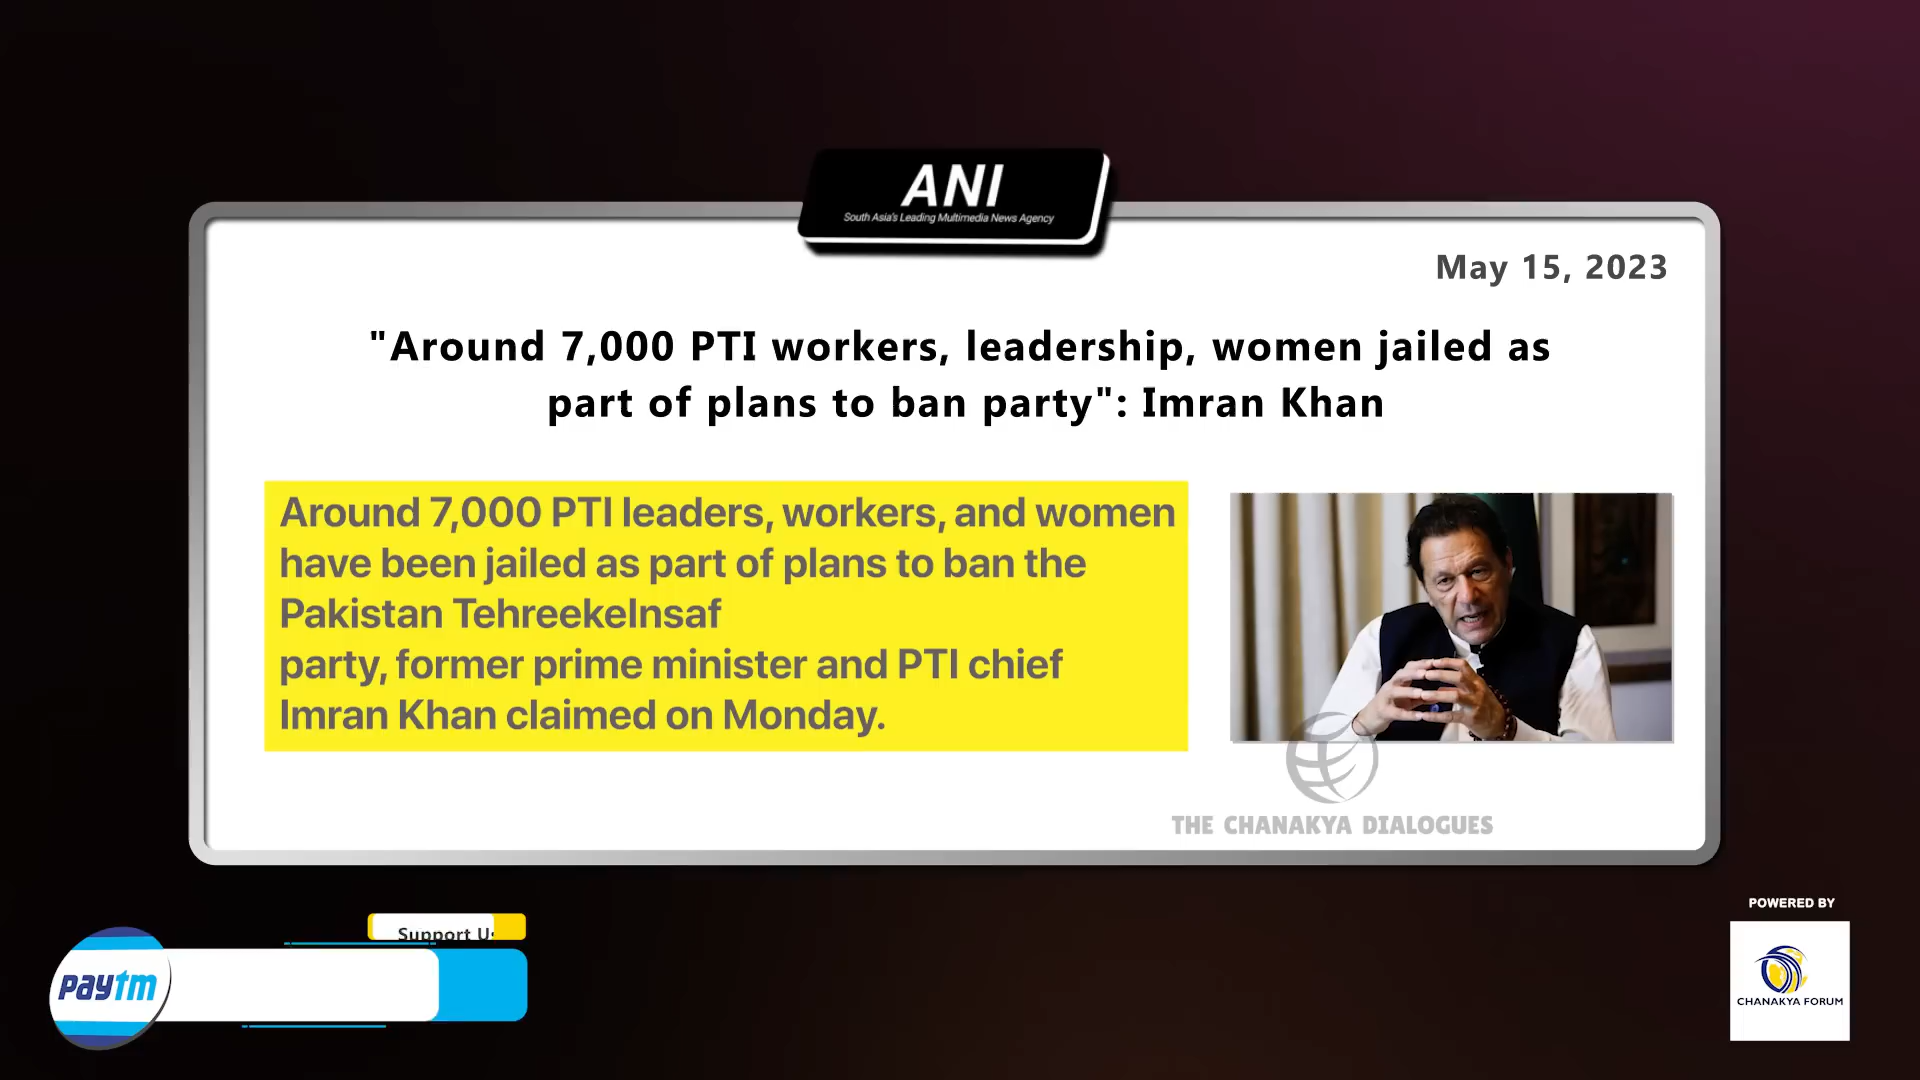 ANI
South Asia's Leading Multimedia News Agency
May 15, 2023
"Around 7,000 PTI workers, leadership, women jailed as
part of plans to ban party": Imran Khan
Around 7,000 PTI leaders, workers, and women
have been jailed as part of plans to ban the
Pakistan TehreekeInsaf
party, former prime minister and PTI chief
Imran Khan claimed on Monday.
THE CHANAKYA DIALOGUES
POWERED BY
CHANAKYA FORUM
Support Us
paytm